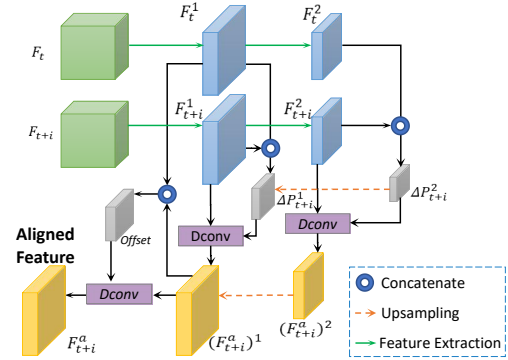 F_t^1
F_t^2
F_t
F_{t+i}^1
F_{t+i}^2
F_{t+i}
ΔP_{t+i}^1
ΔP_{t+i}^2
Offset
Dconv
Dconv
Aligned
Feature
Dconv
F_{t+i}^a
(F_{t+i}^a)^1
(F_{t+i}^a)^2
Concatenate
Upsampling
Feature Extraction